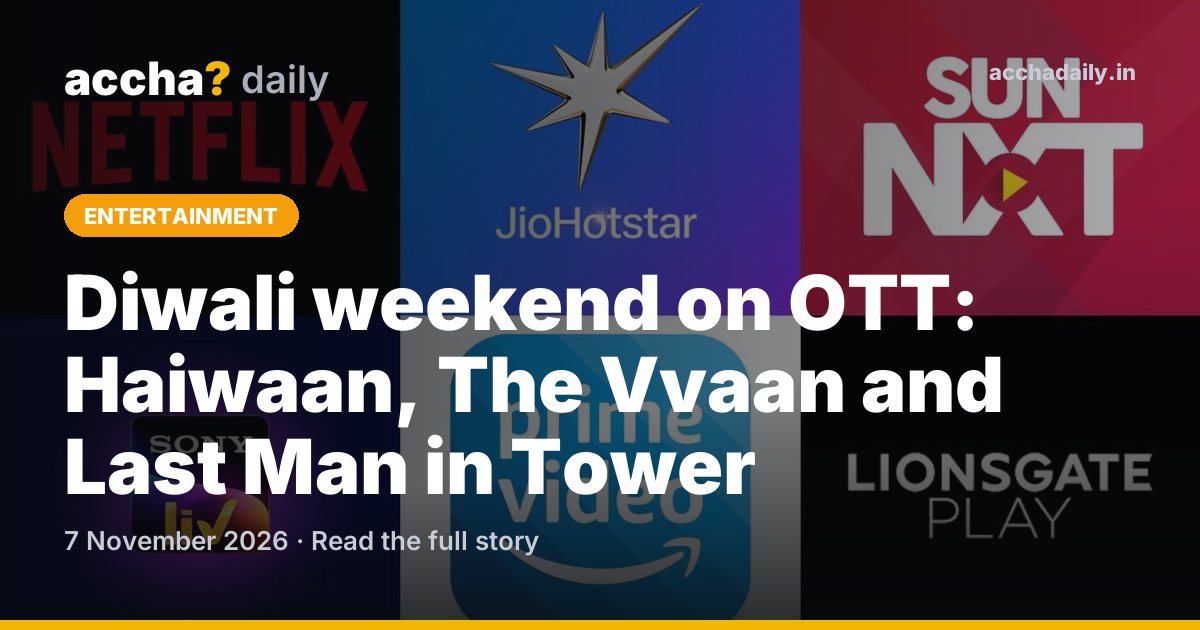 accha? daily
acchadaily.in
NETFLIX
JioHotstar
SUN
NXT
ENTERTAINMENT
Diwali weekend on OTT:
Haiwaan, The Vvaan and
Last Man in Tower
SONY
liv
prime
video
LIONSGATE
PLAY
7 November 2026 · Read the full story